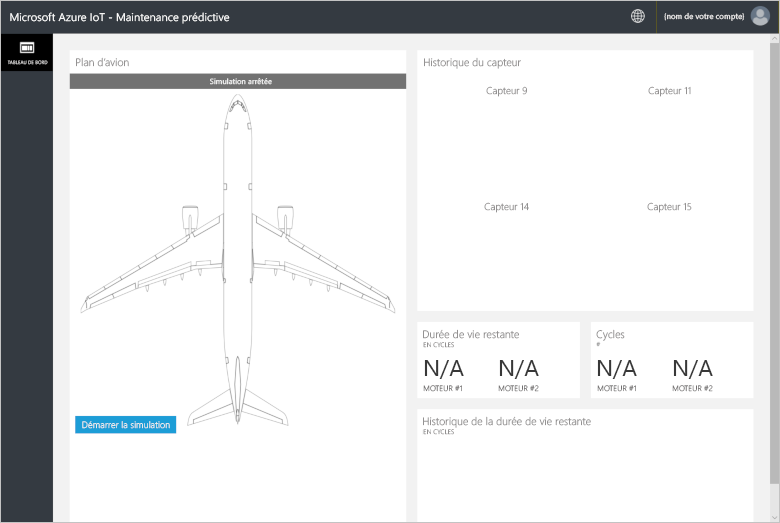 Microsoft Azure IoT - Maintenance prédictive
(nom de votre compte)
TABLEAU DE BORD
Plan d'avion
Simulation arrêtée
Démarrer la simulation
Historique du capteur
Capteur 9
Capteur 11
Capteur 14
Capteur 15
Durée de vie restante
EN CYCLES
N/A
N/A
MOTEUR #1
MOTEUR #2
Cycles
#
N/A
N/A
MOTEUR #1
MOTEUR #2
Historique de la durée de vie restante
EN CYCLES